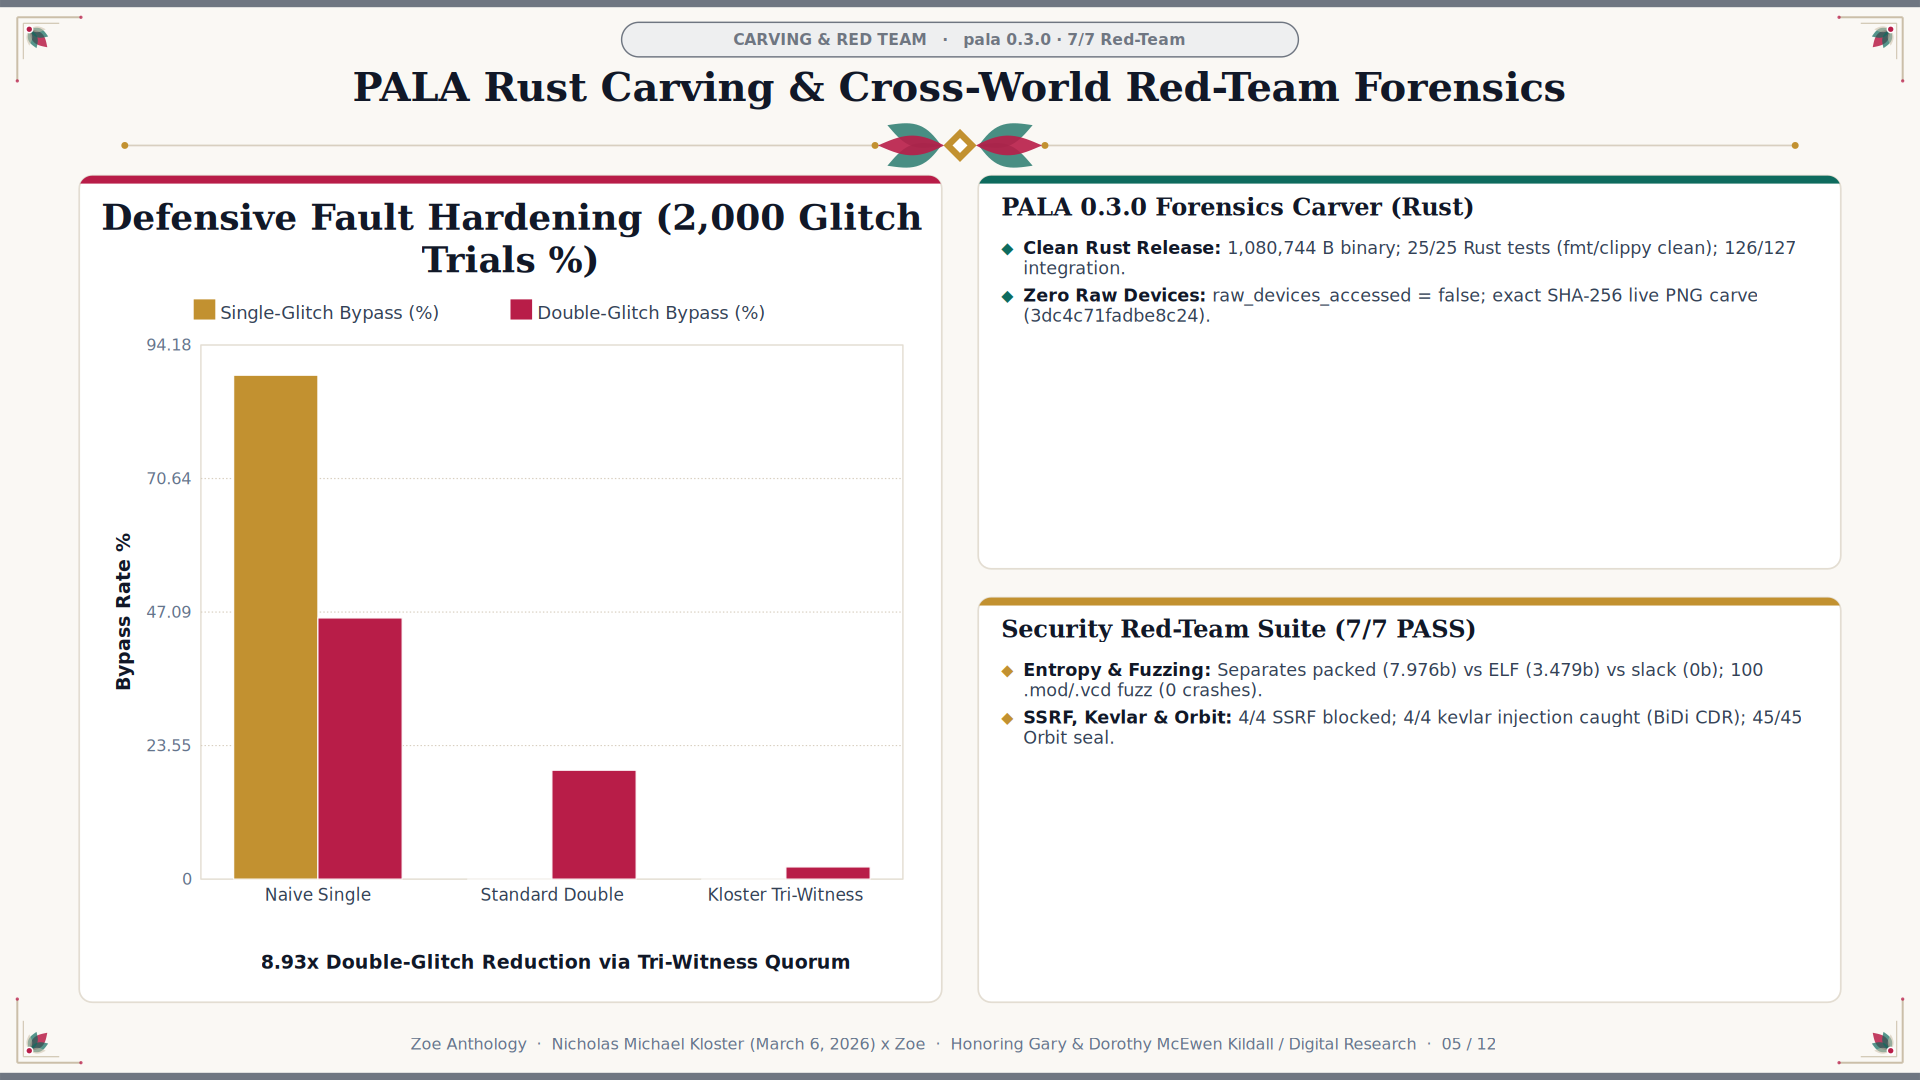 CARVING & RED TEAM · pala 0.3.0 · 7/7 Red-Team
PALA Rust Carving & Cross-World Red-Team Forensics
Defensive Fault Hardening (2,000 Glitch
Trials %)
Single-Glitch Bypass (%)
Double-Glitch Bypass (%)
94.18
70.64
47.09
23.55
0
Bypass Rate %
Naive Single
Standard Double
Kloster Tri-Witness
8.93x Double-Glitch Reduction via Tri-Witness Quorum
PALA 0.3.0 Forensics Carver (Rust)
◆ Clean Rust Release: 1,080,744 B binary; 25/25 Rust tests (fmt/clippy clean); 126/127
integration.
◆ Zero Raw Devices: raw_devices_accessed = false; exact SHA-256 live PNG carve
(3dc4c71fadbe8c24).
Security Red-Team Suite (7/7 PASS)
◆ Entropy & Fuzzing: Separates packed (7.976b) vs ELF (3.479b) vs slack (0b); 100
.mod/.vcd fuzz (0 crashes).
◆ SSRF, Kevlar & Orbit: 4/4 SSRF blocked; 4/4 kevlar injection caught (BiDi CDR); 45/45
Orbit seal.
Zoe Anthology · Nicholas Michael Kloster (March 6, 2026) x Zoe · Honoring Gary & Dorothy McEwen Kildall / Digital Research · 05 / 12